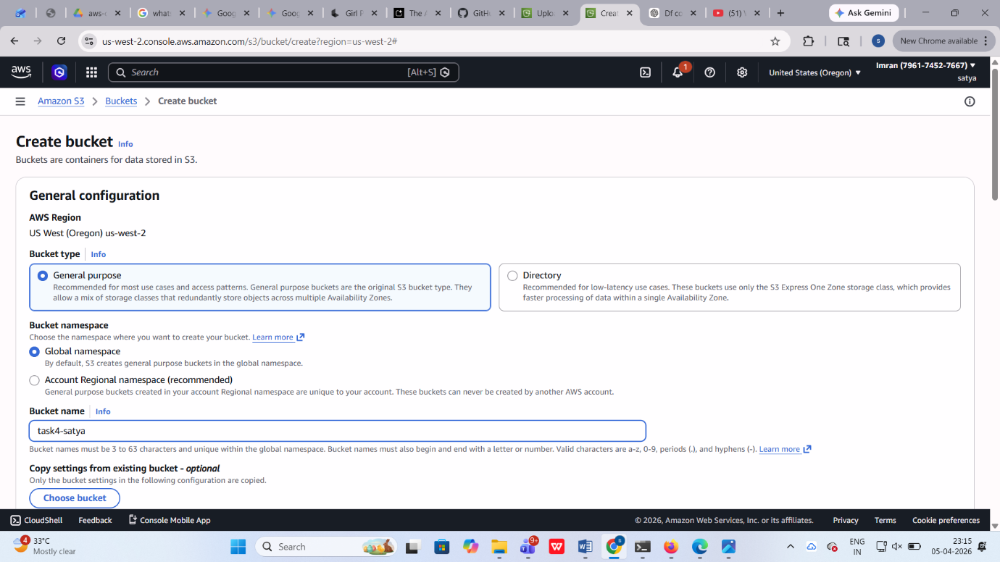 aws-c
what
Goog
Goog
Girl P
The A
GitHu
Uplo
Creat
Df co
(51) \
Ask Gemini
us-west-2.console.aws.amazon.com/s3/bucket/create?region=us-west-2#
S
New Chrome available
aws
Search
[Alt+S]
1
United States (Oregon)
Imran (7961-7452-7667)
satya
Amazon S3
Buckets
Create bucket
Create bucket Info
Buckets are containers for data stored in S3.
General configuration
AWS Region
US West (Oregon) us-west-2
Bucket type Info
General purpose
Recommended for most use cases and access patterns. General purpose buckets are the original S3 bucket type. They
allow a mix of storage classes that redundantly store objects across multiple Availability Zones.
Directory
Recommended for low-latency use cases. These buckets use only the S3 Express One Zone storage class, which provides
faster processing of data within a single Availability Zone.
Bucket namespace
Choose the namespace where you want to create your bucket. Learn more
Global namespace
By default, S3 creates general purpose buckets in the global namespace.
Account Regional namespace (recommended)
General purpose buckets created in your account Regional namespace are unique to your account. These buckets can never be created by another AWS account.
Bucket name Info
task4-satya
Bucket names must be 3 to 63 characters and unique within the global namespace. Bucket names must also begin and end with a letter or number. Valid characters are a-z, 0-9, periods (.), and hyphens (-). Learn more
Copy settings from existing bucket - optional
Only the bucket settings in the following configuration are copied.
Choose bucket
CloudShell
Feedback
Console Mobile App
© 2026, Amazon Web Services, Inc. or its affiliates.
Privacy
Terms
Cookie preferences
4
33°C
Mostly clear
Search
9+
ENG
IN
23:15
05-04-2026